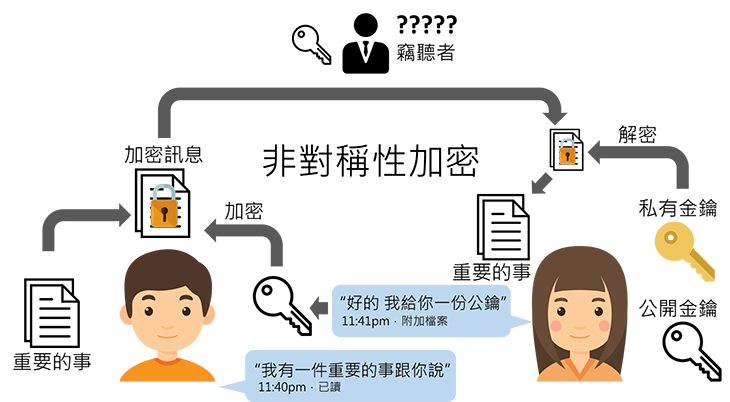 ?????
竊聽者
加密訊息
非對稱性加密
解密
加密
私有金鑰
重要的事
重要的事
公開金鑰
“好的 我給你一份公鑰”
11:41pm · 附加檔案
“我有一件重要的事跟你說”
11:40pm · 已讀